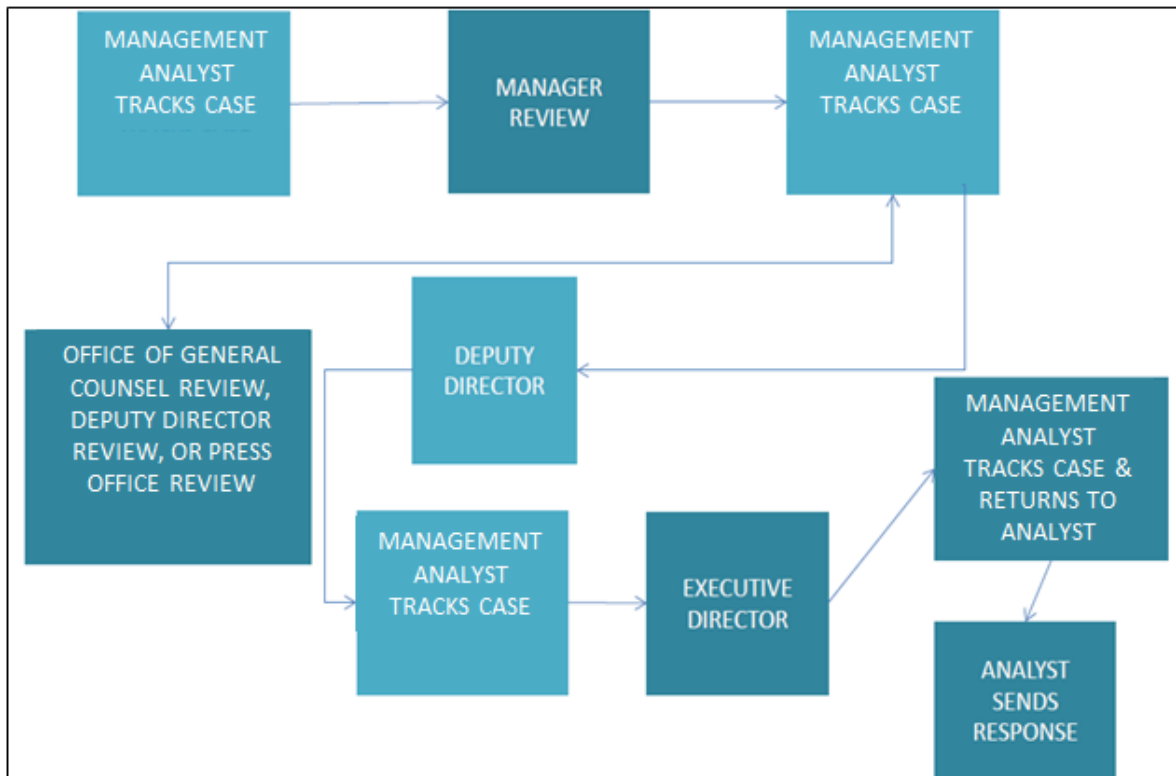 MANAGEMENT
ANALYST
TRACKS CASE
MANAGER
REVIEW
MANAGEMENT
ANALYST
TRACKS CASE
OFFICE OF GENERAL
COUNSEL REVIEW,
DEPUTY DIRECTOR
REVIEW, OR PRESS
OFFICE REVIEW
DEPUTY
DIRECTOR
MANAGEMENT
ANALYST
TRACKS CASE
EXECUTIVE
DIRECTOR
MANAGEMENT
ANALYST
TRACKS CASE &
RETURNS TO
ANALYST
ANALYST
SENDS
RESPONSE